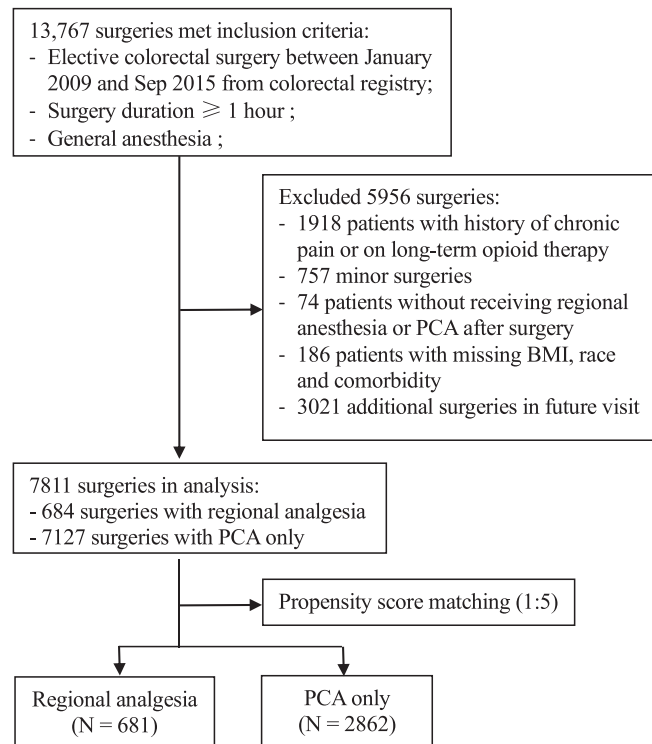 13,767 surgeries met inclusion criteria:
- Elective colorectal surgery between January
2009 and Sep 2015 from colorectal registry;
- Surgery duration ⩾ 1 hour ;
- General anesthesia ;
Excluded 5956 surgeries:
- 1918 patients with history of chronic
pain or on long-term opioid therapy
- 757 minor surgeries
- 74 patients without receiving regional
anesthesia or PCA after surgery
- 186 patients with missing BMI, race
and comorbidity
- 3021 additional surgeries in future visit
7811 surgeries in analysis:
- 684 surgeries with regional analgesia
- 7127 surgeries with PCA only
Propensity score matching (1:5)
Regional analgesia
(N = 681)
PCA only
(N = 2862)